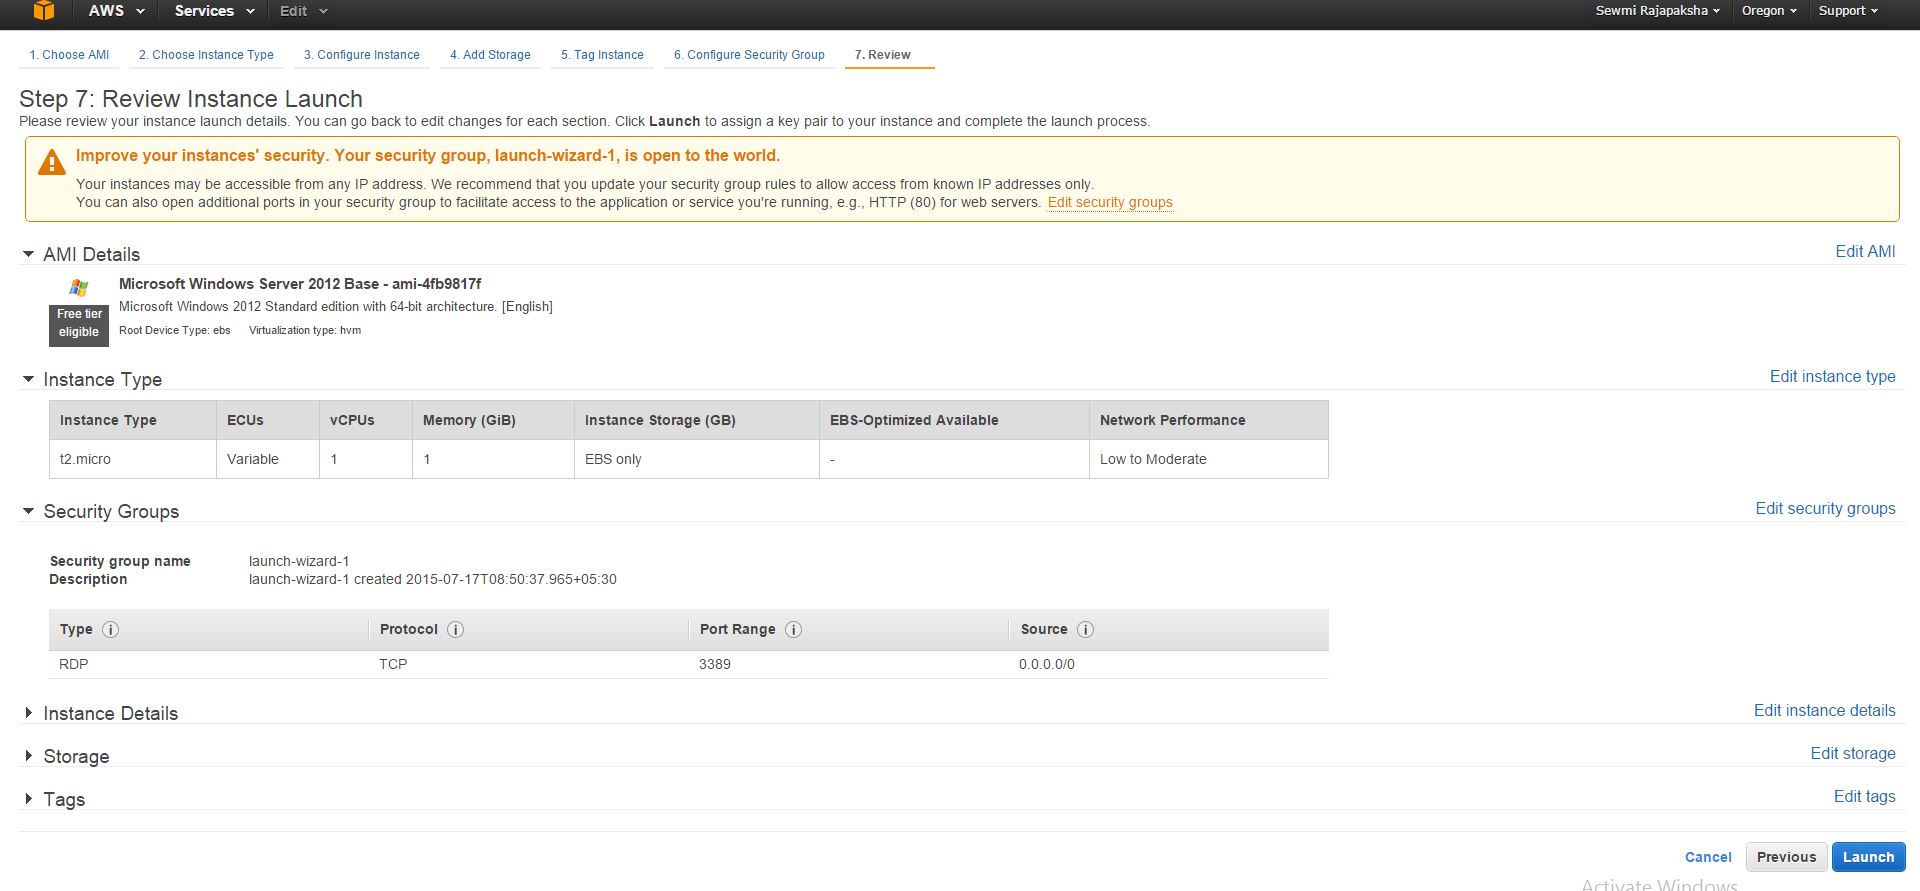 AWS Services Edit Sewmi Rajapaksha Oregon Support
1. Choose AMI 2. Choose Instance Type 3. Configure Instance 4. Add Storage 5. Tag Instance 6. Configure Security Group 7. Review
Step 7: Review Instance Launch
Please review your instance launch details. You can go back to edit changes for each section. Click Launch to assign a key pair to your instance and complete the launch process.
Improve your instances' security. Your security group, launch-wizard-1, is open to the world.
Your instances may be accessible from any IP address. We recommend that you update your security group rules to allow access from known IP addresses only.
You can also open additional ports in your security group to facilitate access to the application or service you're running, e.g., HTTP (80) for web servers. Edit security groups
AMI Details Edit AMI
Microsoft Windows Server 2012 Base - ami-4fb9817f
Microsoft Windows 2012 Standard edition with 64-bit architecture. [English]
Free tier
eligible
Root Device Type: ebs Virtualization type: hvm
Instance Type Edit instance type
Instance Type ECUs vCPUs Memory (GiB) Instance Storage (GB) EBS-Optimized Available Network Performance
t2.micro Variable 1 1 EBS only - Low to Moderate
Security Groups Edit security groups
Security group name launch-wizard-1
Description launch-wizard-1 created 2015-07-17T08:50:37.965+05:30
Type i Protocol i Port Range i Source i
RDP TCP 3389 0.0.0.0/0
Instance Details Edit instance details
Storage Edit storage
Tags Edit tags
Cancel Previous Launch
Activate Windows